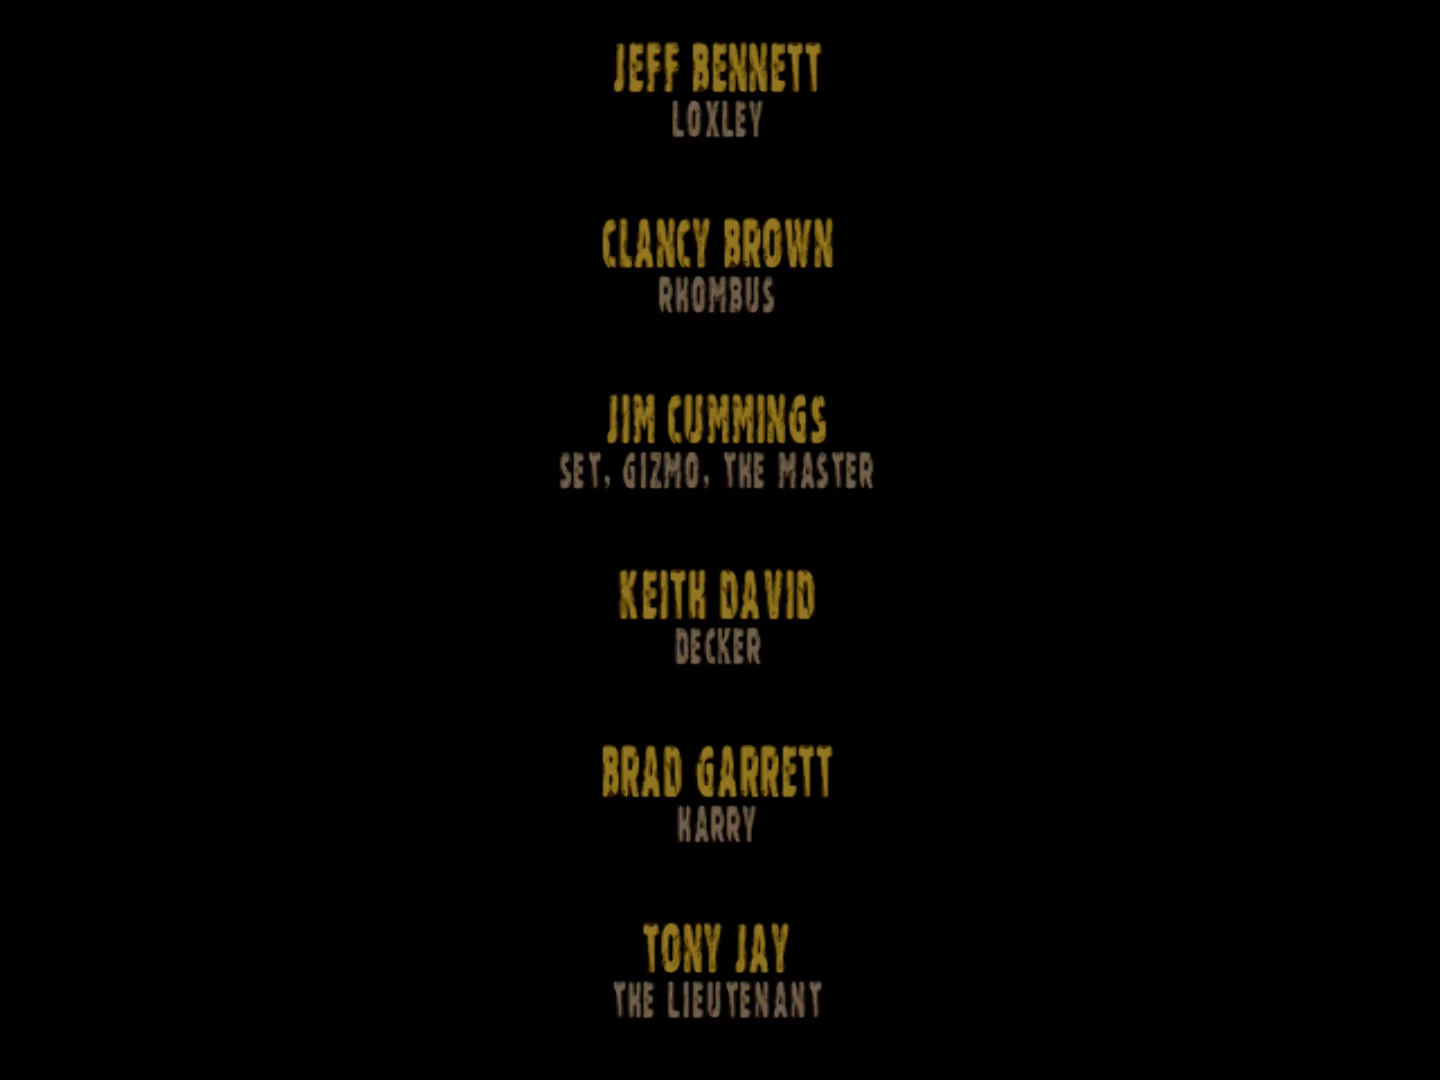 JEFF BENNETT
LOXLEY
CLANCY BROWN
RHOMBUS
JIM CUMMINGS
SET, GIZMO, THE MASTER
KEITH DAVID
DECKER
BRAD GARRETT
HARRY
TONY JAY
THE LIEUTENANT